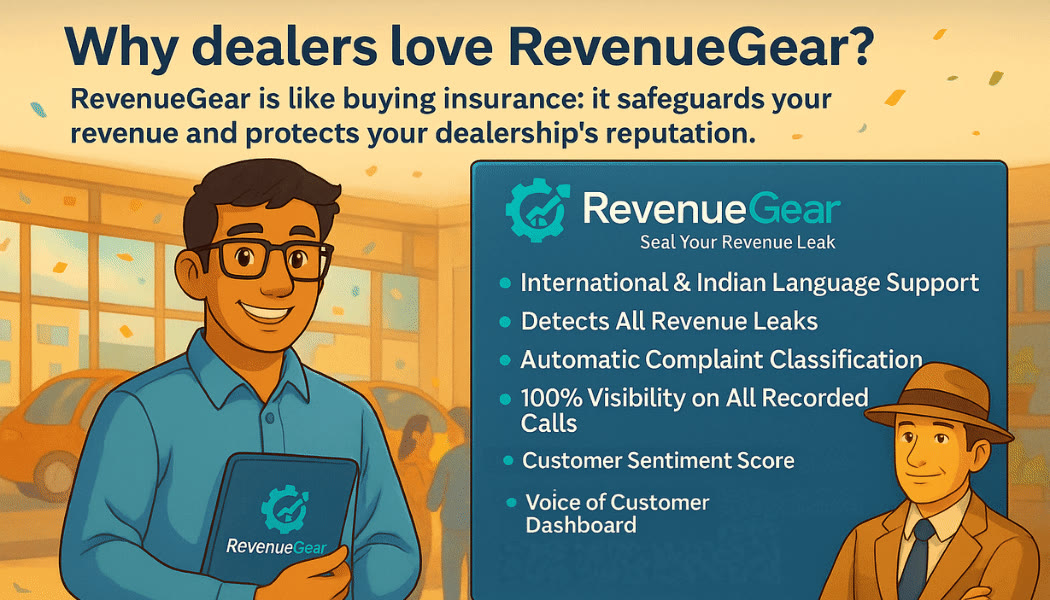 Why dealers love RevenueGear?
RevenueGear is like buying insurance: it safeguards your
revenue and protects your dealership's reputation.
RevenueGear
Seal Your Revenue Leak
International & Indian Language Support
Detects All Revenue Leaks
Automatic Complaint Classification
100% Visibility on All Recorded
Calls
Customer Sentiment Score
Voice of Customer
Dashboard
RevenueGear